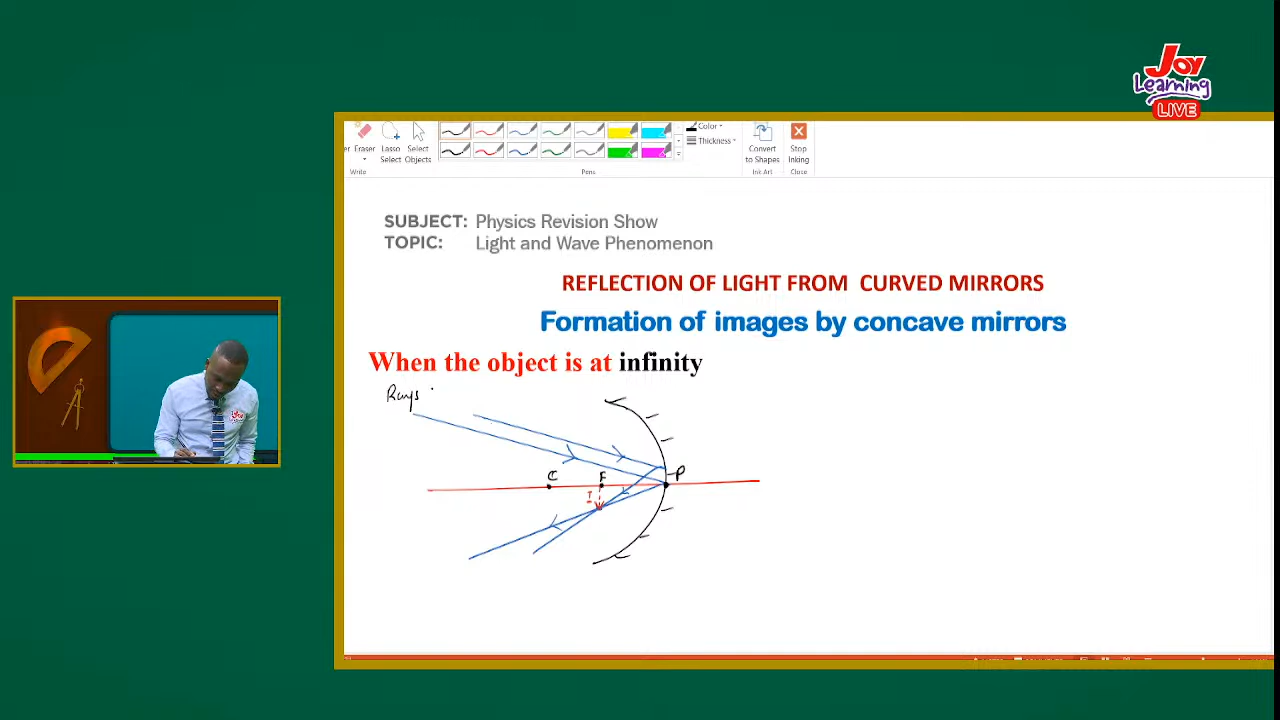 Joy
Learning
LIVE
Eraser
Lasso
Select
Select
Objects
Color
Thickness
Convert
to Shapes
Stop
Inking
Write
Pens
Ink Art
Close
SUBJECT: Physics Revision Show
TOPIC: Light and Wave Phenomenon
REFLECTION OF LIGHT FROM CURVED MIRRORS
Formation of images by concave mirrors
When the object is at infinity
Rays
C
F
P
I
Joy